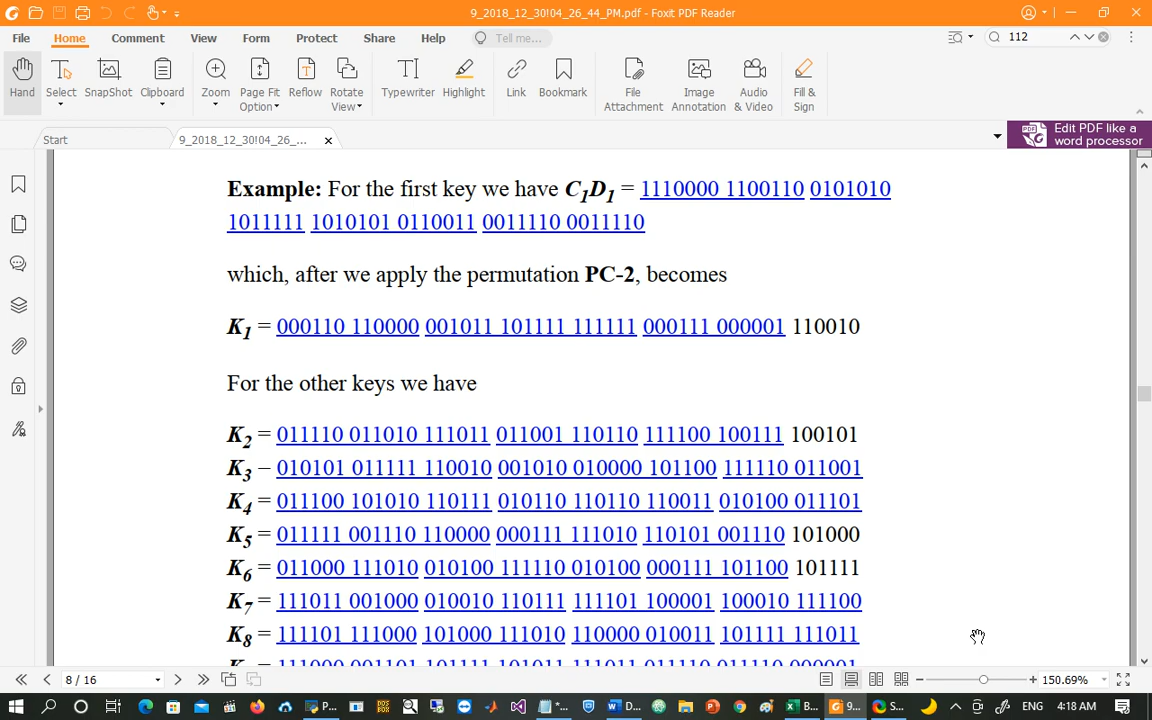 9_2018_12_30!04_26_44_PM.pdf - Foxit PDF Reader
File Home Comment View Form Protect Share Help Tell me... 112
Hand Select SnapShot Clipboard Zoom Page Fit Option Reflow Rotate View Typewriter Highlight Link Bookmark File Attachment Image Annotation Audio & Video Fill & Sign
Start 9_2018_12_30!04_26_... Edit PDF like a word processor
Example: For the first key we have C1D1 = 1110000 1100110 0101010
1011111 1010101 0110011 0011110 0011110
which, after we apply the permutation PC-2, becomes
K1 = 000110 110000 001011 101111 111111 000111 000001 110010
For the other keys we have
K2 = 011110 011010 111011 011001 110110 111100 100111 100101
K3 – 010101 011111 110010 001010 010000 101100 111110 011001
K4 = 011100 101010 110111 010110 110110 110011 010100 011101
K5 = 011111 001110 110000 000111 111010 110101 001110 101000
K6 = 011000 111010 010100 111110 010100 000111 101100 101111
K7 = 111011 001000 010010 110111 111101 100001 100010 111100
K8 = 111101 111000 101000 111010 110000 010011 101111 111011
8 / 16 150.69%
P... *... D... B... 9... S... ENG 4:18 AM